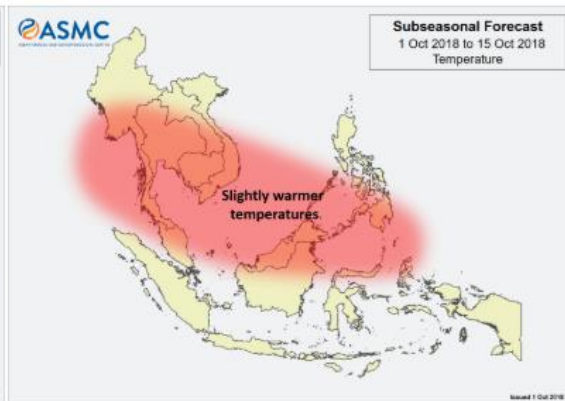 ASMC
Subseasonal Forecast
1 Oct 2018 to 15 Oct 2018
Temperature
Slightly warmer
temperatures
Issued 1 Oct 2018